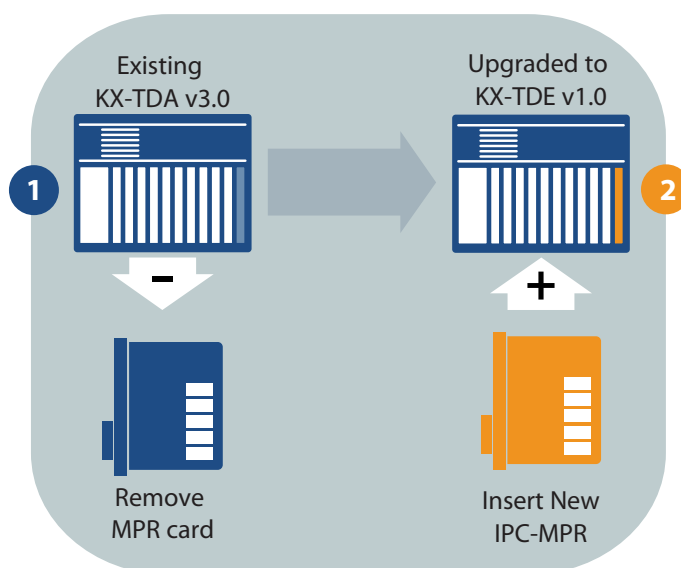 Existing
KX-TDA v3.0
1
-
Remove
MPR card
Upgraded to
KX-TDE v1.0
2
+
Insert New
IPC-MPR